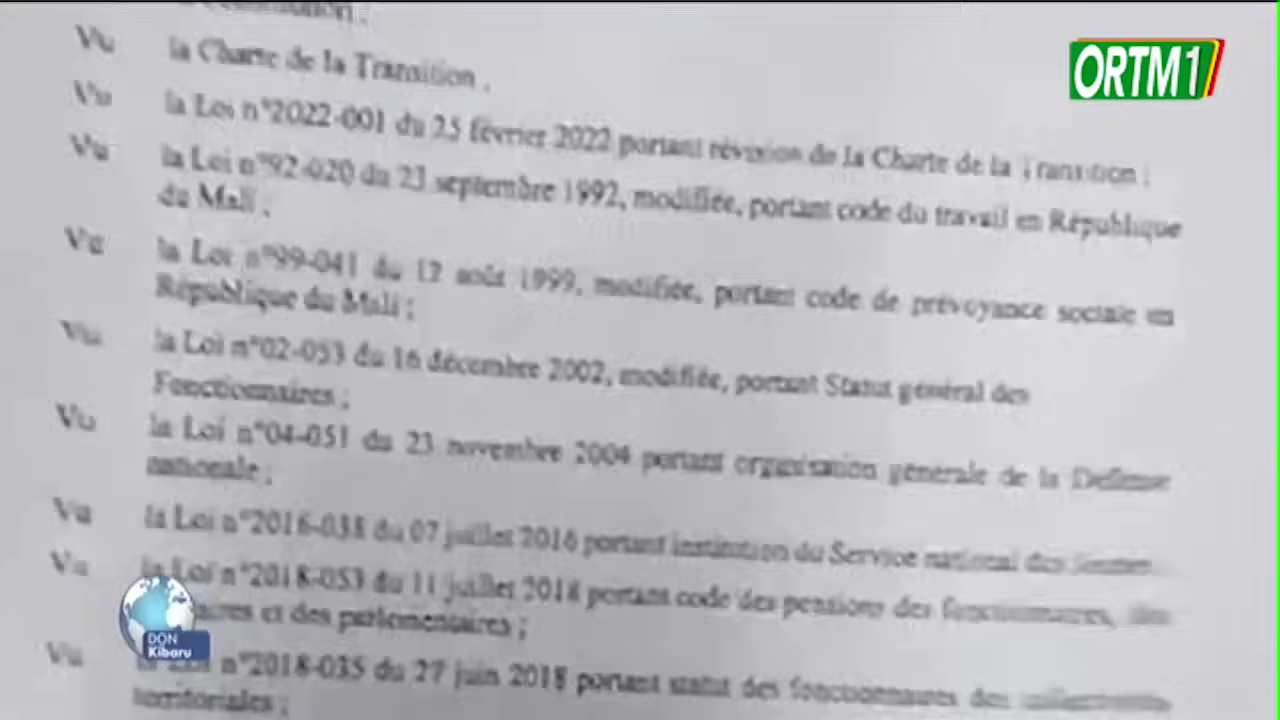 ORTM1
Vu la Charte de la Transition ;
Vu la Loi n°2022-001 du 25 février 2022 portant révision de la Charte de la Transition ;
Vu la Loi n°92-020 du 23 septembre 1992, modifiée, portant code du travail en République
du Mali ;
Vu la Loi n°99-041 du 12 août 1999, modifiée, portant code de prévoyance sociale en
République du Mali ;
Vu la Loi n°02-053 du 16 décembre 2002, modifiée, portant Statut général des
Fonctionnaires ;
Vu la Loi n°04-051 du 23 novembre 2004 portant organisation générale de la Défense
nationale ;
Vu la Loi n°2016-038 du 07 juillet 2016 portant institution du Service national des jeunes
Vu la Loi n°2018-053 du 11 juillet 2018 portant code des pensions des fonctionnaires, des
et des parlementaires ;
Vu la Loi n°2018-035 du 27 juin 2018 portant statut des fonctionnaires des
territoriales ;
DON
Kibaru